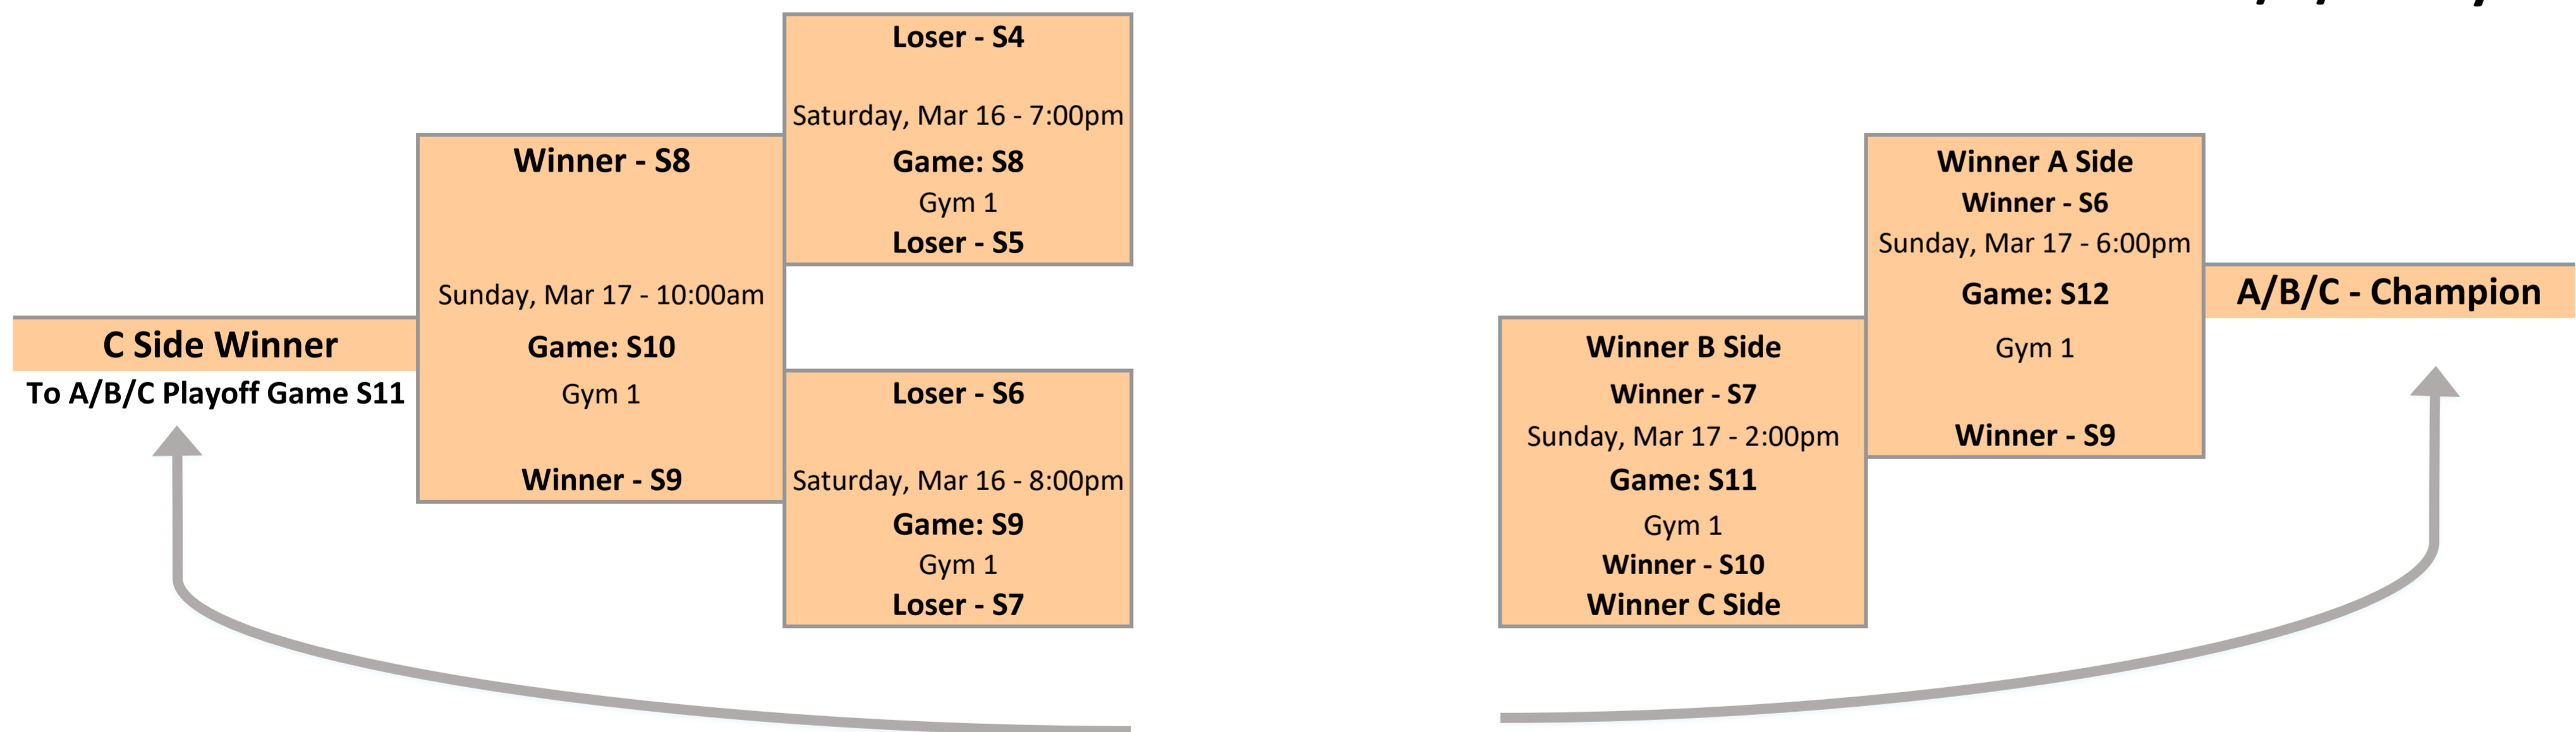 Loser - S4
Saturday, Mar 16 - 7:00pm
Game: S8
Gym 1
Loser - S5
Winner - S8
Sunday, Mar 17 - 10:00am
Game: S10
Gym 1
Winner - S9
C Side Winner
To A/B/C Playoff Game S11
Loser - S6
Saturday, Mar 16 - 8:00pm
Game: S9
Gym 1
Loser - S7
Winner A Side
Winner - S6
Sunday, Mar 17 - 6:00pm
Game: S12
Gym 1
Winner - S9
A/B/C - Champion
Winner B Side
Winner - S7
Sunday, Mar 17 - 2:00pm
Game: S11
Gym 1
Winner - S10
Winner C Side